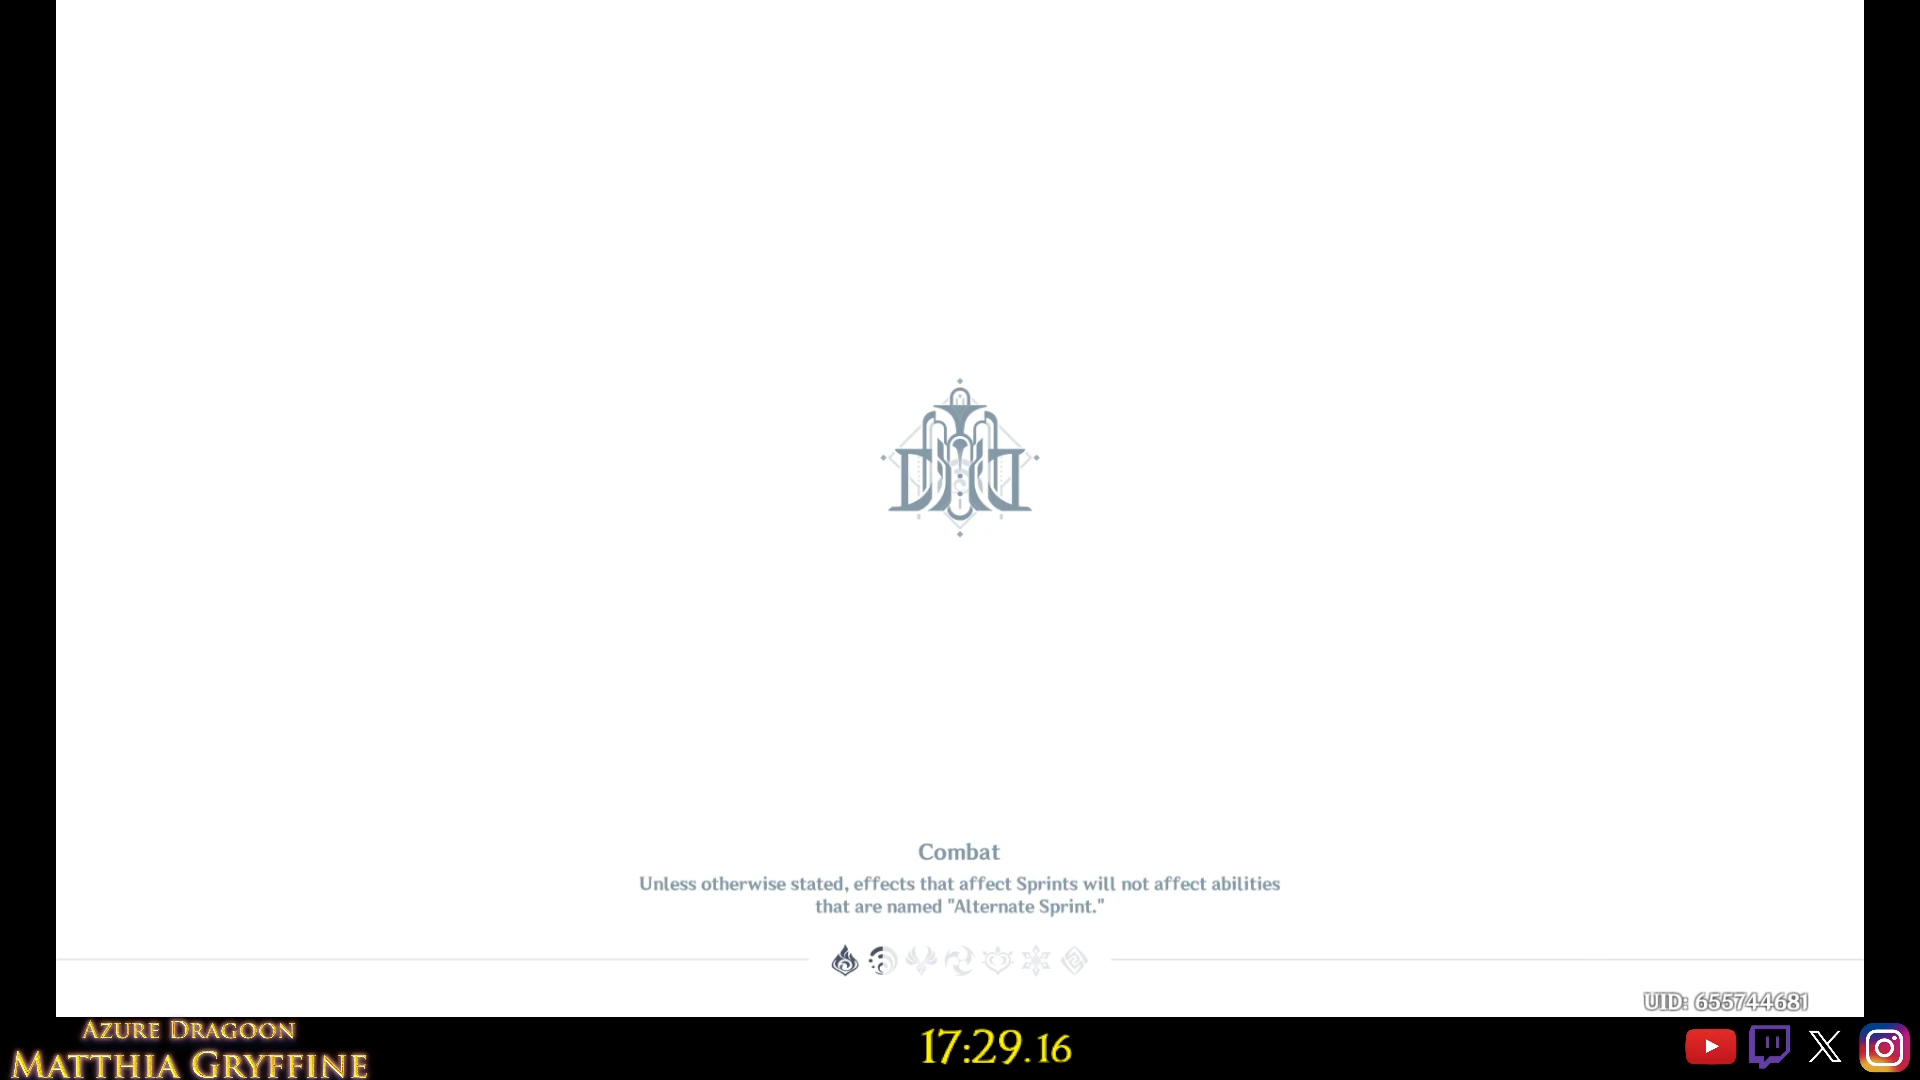 Combat
Unless otherwise stated, effects that affect Sprints will not affect abilities
that are named "Alternate Sprint."
UID: 655744681
AZURE DRAGOON
MATTHIA GRYFFINE
17:29.16